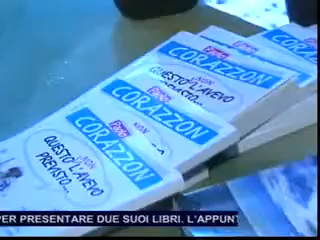 CORAZZON
QUESTO NON L'AVEVO
PREVISTO...
CORAZZON
CORAZZON
QUESTO NON L'AVEVO
PREVISTO...
PER PRESENTARE DUE SUOI LIBRI. L'APPUNT